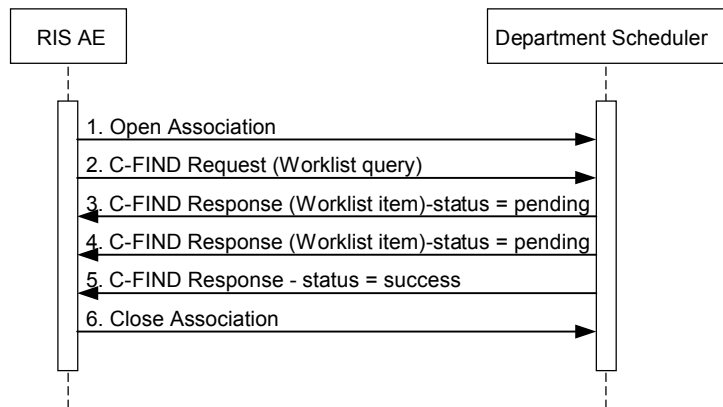 RIS AE
Department Scheduler
1. Open Association
2. C-FIND Request (Worklist query)
3. C-FIND Response (Worklist item)-status = pending
4. C-FIND Response (Worklist item)-status = pending
5. C-FIND Response - status = success
6. Close Association